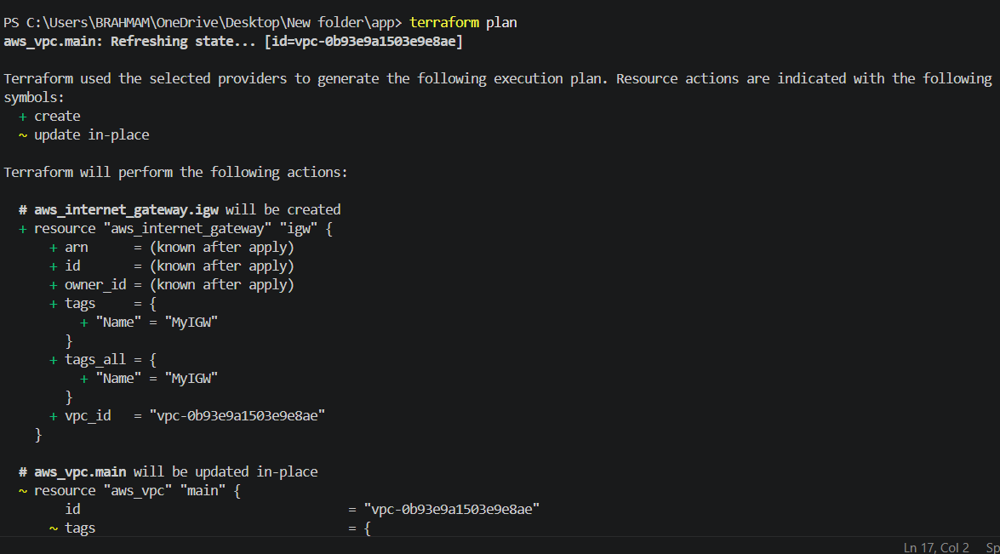 PS C:\Users\BRAHMAM\OneDrive\Desktop\New folder\app> terraform plan
aws_vpc.main: Refreshing state... [id=vpc-0b93e9a1503e9e8ae]
Terraform used the selected providers to generate the following execution plan. Resource actions are indicated with the following
symbols:
  + create
  ~ update in-place
Terraform will perform the following actions:
  # aws_internet_gateway.igw will be created
  + resource "aws_internet_gateway" "igw" {
      + arn      = (known after apply)
      + id       = (known after apply)
      + owner_id = (known after apply)
      + tags     = {
          + "Name" = "MyIGW"
        }
      + tags_all = {
          + "Name" = "MyIGW"
        }
      + vpc_id   = "vpc-0b93e9a1503e9e8ae"
    }
  # aws_vpc.main will be updated in-place
  ~ resource "aws_vpc" "main" {
        id                                   = "vpc-0b93e9a1503e9e8ae"
      ~ tags                                 = {
Ln 17, Col 2 Sp